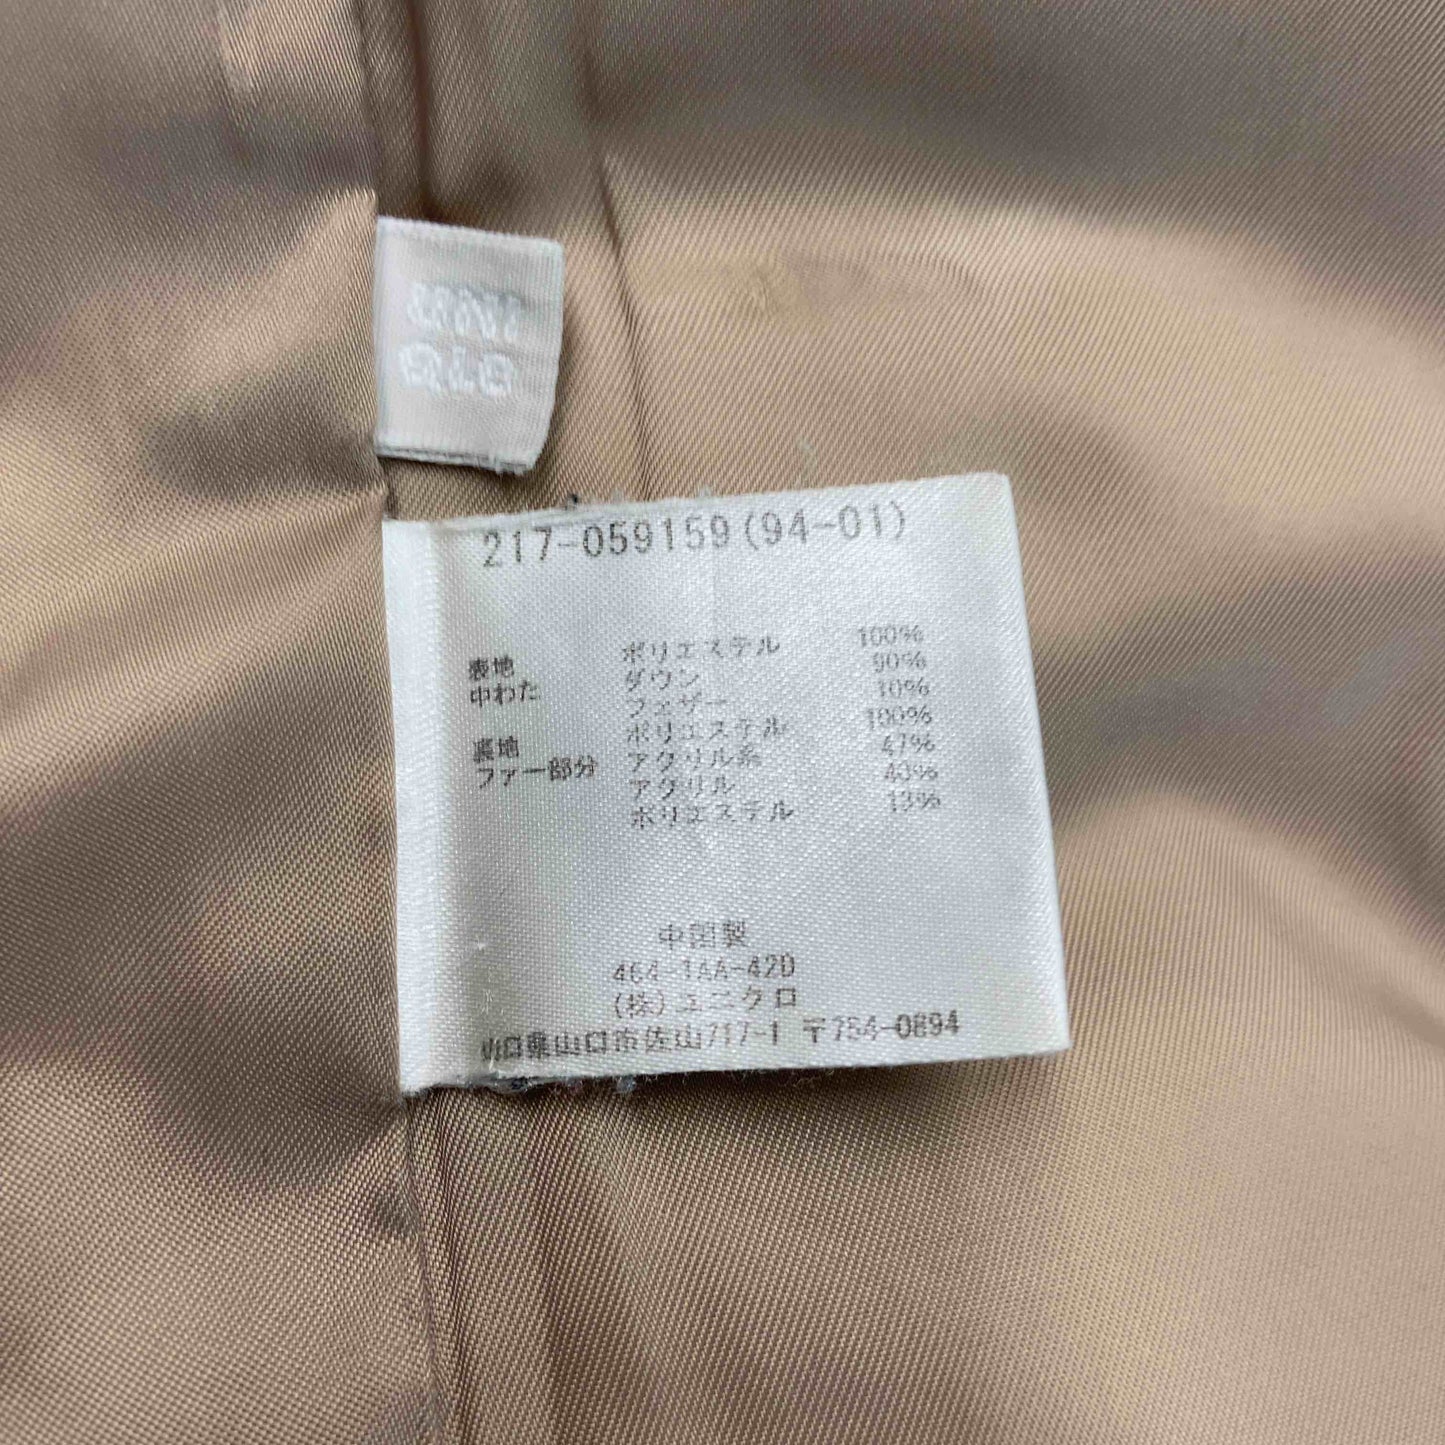 UNI
QLO
217-059159(94-01)
表地 ポリエステル 100%
中わた ダウン 90%
フェザー 10%
裏地 ポリエステル 100%
ファー部分 アクリル系 47%
アクリル 40%
ポリエステル 13%
中国製
464-1AA-42D
(株)ユニクロ
山口県山口市佐山717-1 〒754-0894